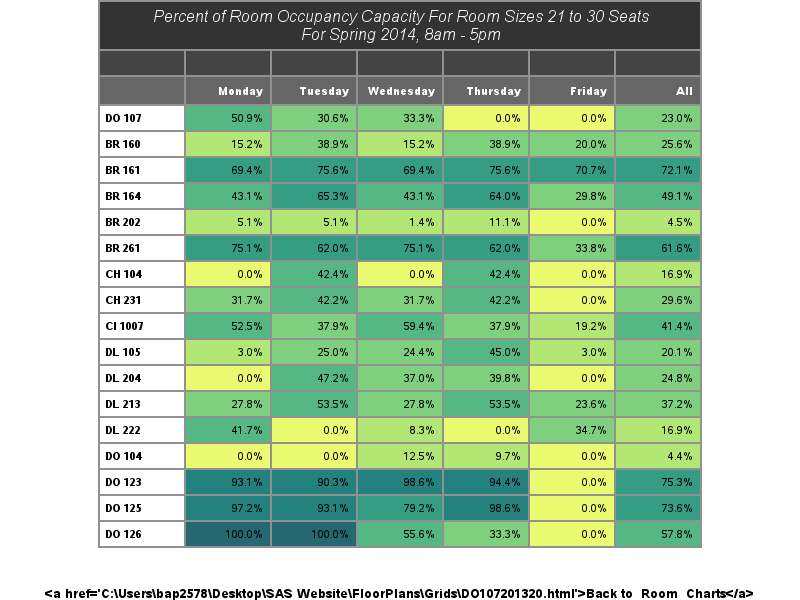 Percent of Room Occupancy Capacity For Room Sizes 21 to 30 Seats
For Spring 2014, 8am - 5pm
Monday Tuesday Wednesday Thursday Friday All
DO 107 50.9% 30.6% 33.3% 0.0% 0.0% 23.0%
BR 160 15.2% 38.9% 15.2% 38.9% 20.0% 25.6%
BR 161 69.4% 75.6% 69.4% 75.6% 70.7% 72.1%
BR 164 43.1% 65.3% 43.1% 64.0% 29.8% 49.1%
BR 202 5.1% 5.1% 1.4% 11.1% 0.0% 4.5%
BR 261 75.1% 62.0% 75.1% 62.0% 33.8% 61.6%
CH 104 0.0% 42.4% 0.0% 42.4% 0.0% 16.9%
CH 231 31.7% 42.2% 31.7% 42.2% 0.0% 29.6%
CI 1007 52.5% 37.9% 59.4% 37.9% 19.2% 41.4%
DL 105 3.0% 25.0% 24.4% 45.0% 3.0% 20.1%
DL 204 0.0% 47.2% 37.0% 39.8% 0.0% 24.8%
DL 213 27.8% 53.5% 27.8% 53.5% 23.6% 37.2%
DL 222 41.7% 0.0% 8.3% 0.0% 34.7% 16.9%
DO 104 0.0% 0.0% 12.5% 9.7% 0.0% 4.4%
DO 123 93.1% 90.3% 98.6% 94.4% 0.0% 75.3%
DO 125 97.2% 93.1% 79.2% 98.6% 0.0% 73.6%
DO 126 100.0% 100.0% 55.6% 33.3% 0.0% 57.8%
<a href='C:\Users\bap2578\Desktop\SAS Website\FloorPlans\Grids\DO107201320.html'>Back to Room Charts</a>